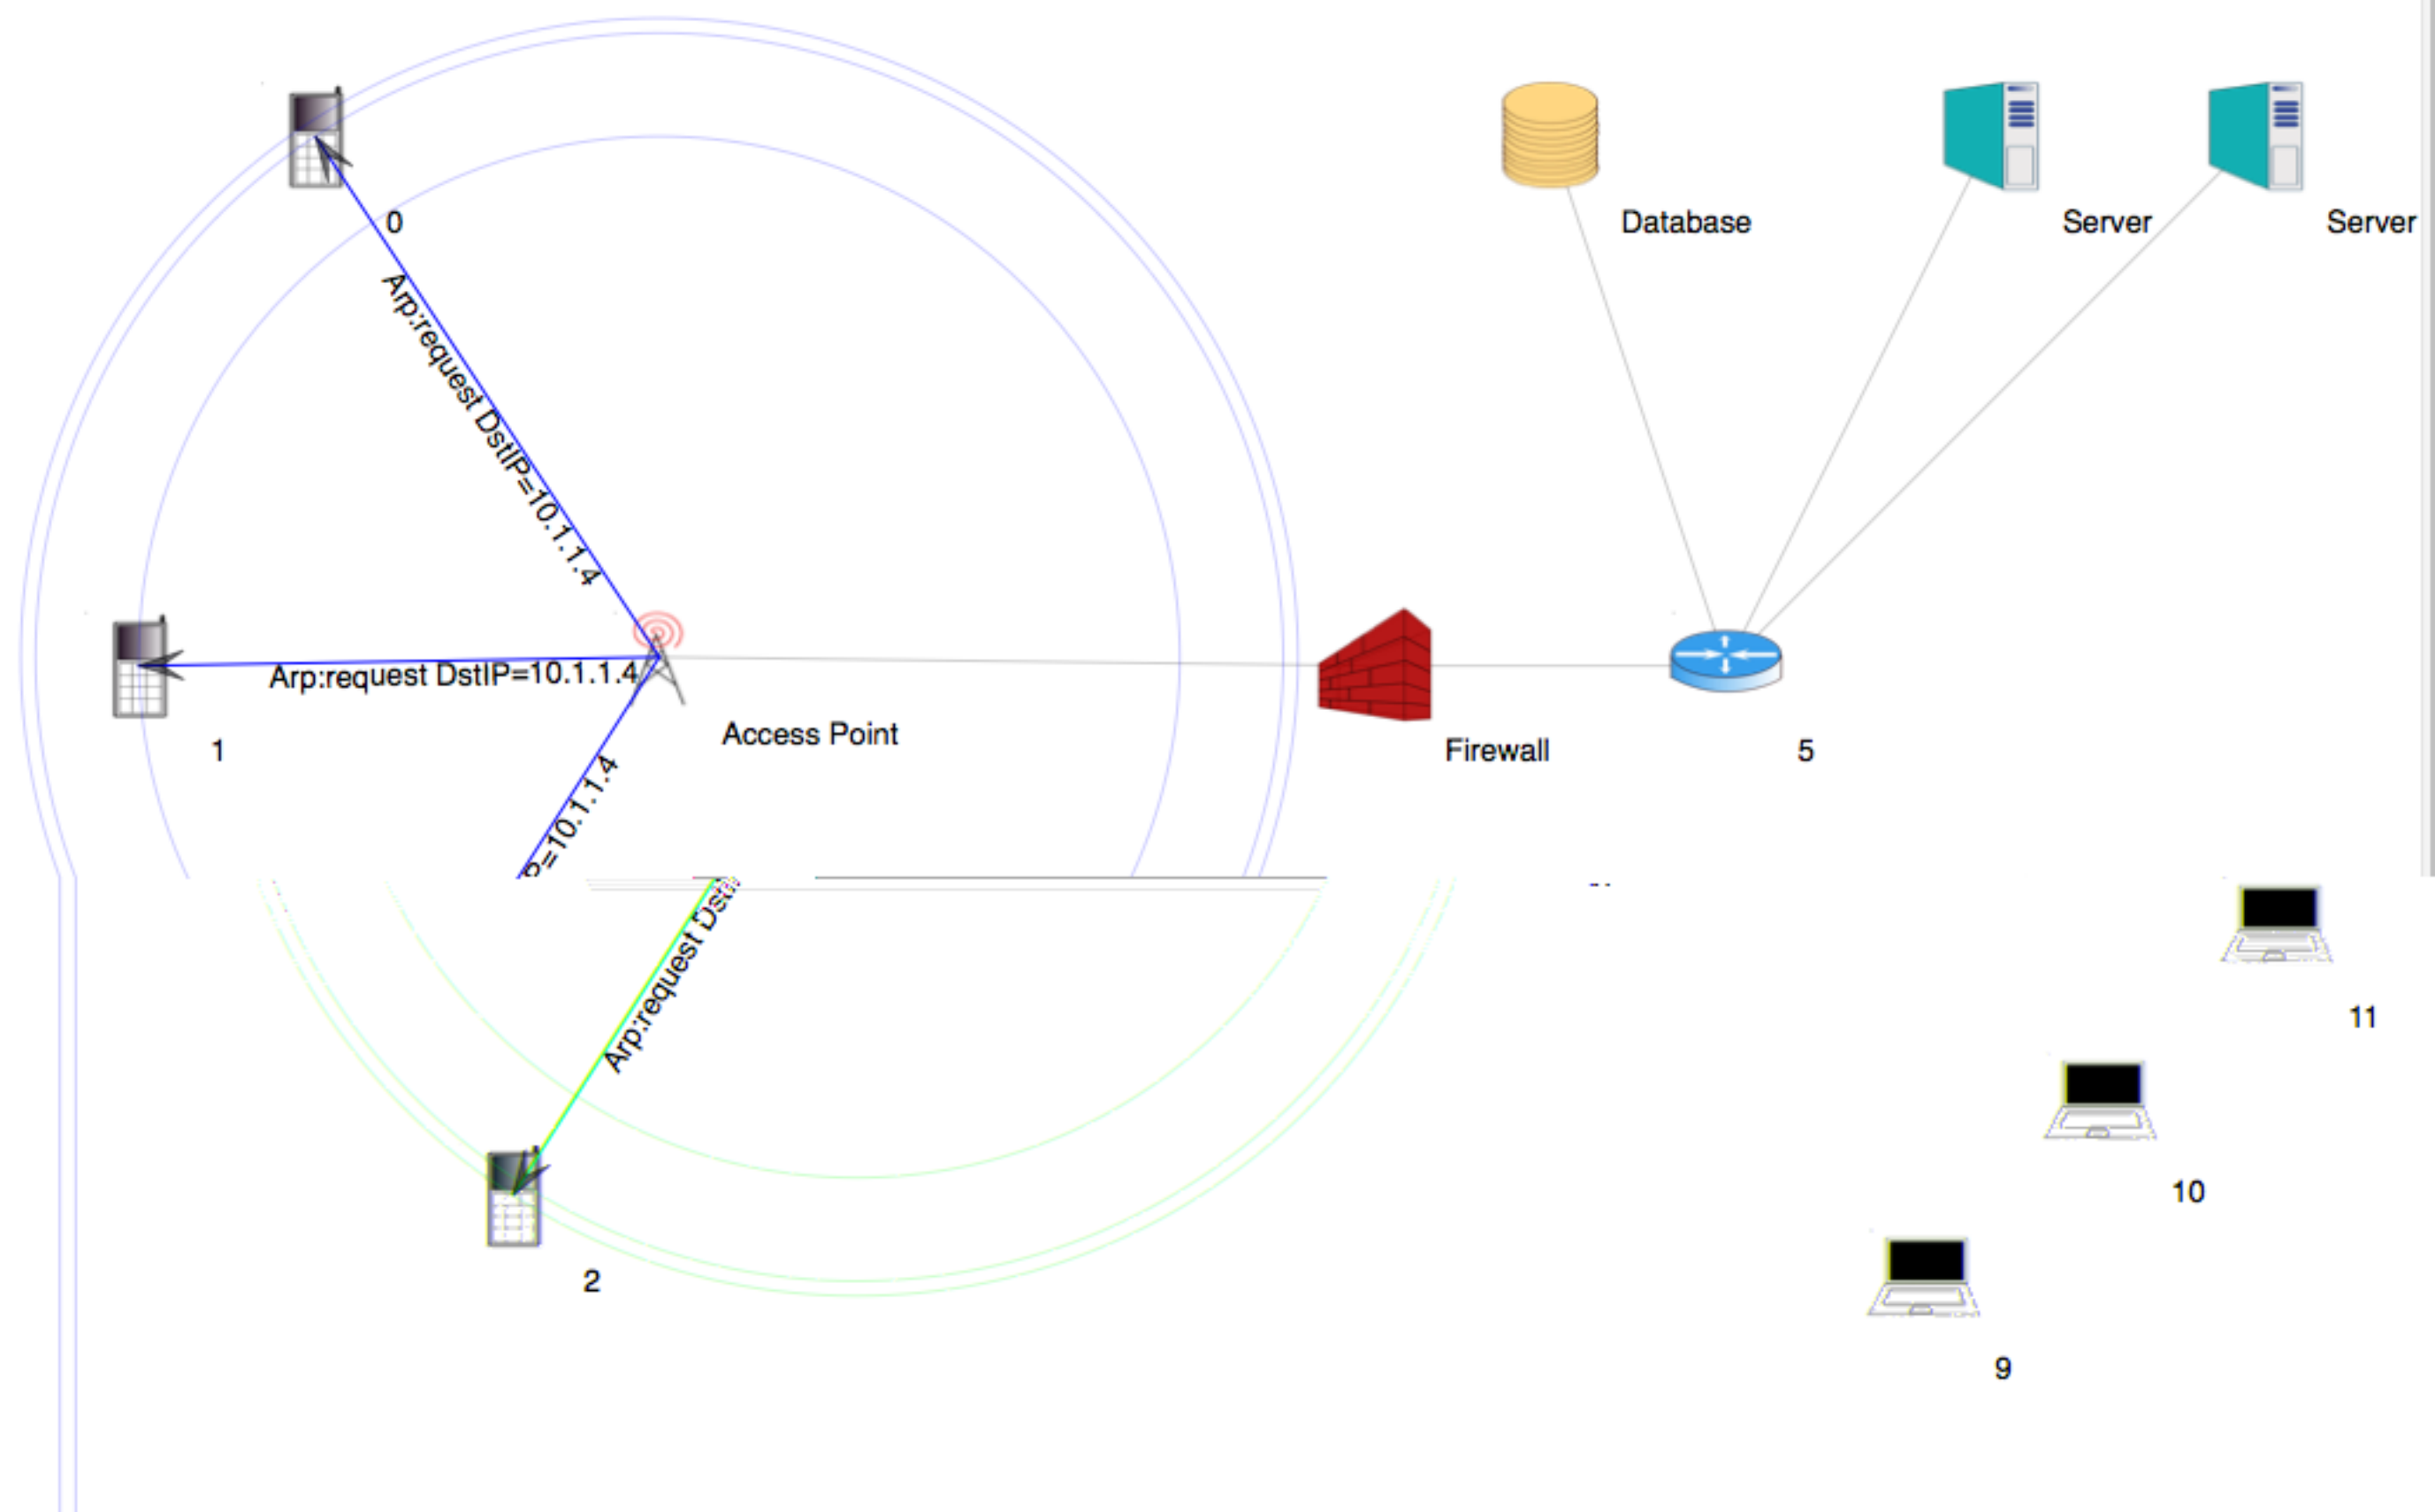 0
Database
Server
Server
Arp:request DstIP=10.1.1.4
Arp:request DstIP=10.1.1.4
Access Point
1
Firewall
5
P=10.1.1.4
Arp:request
11
10
2
9